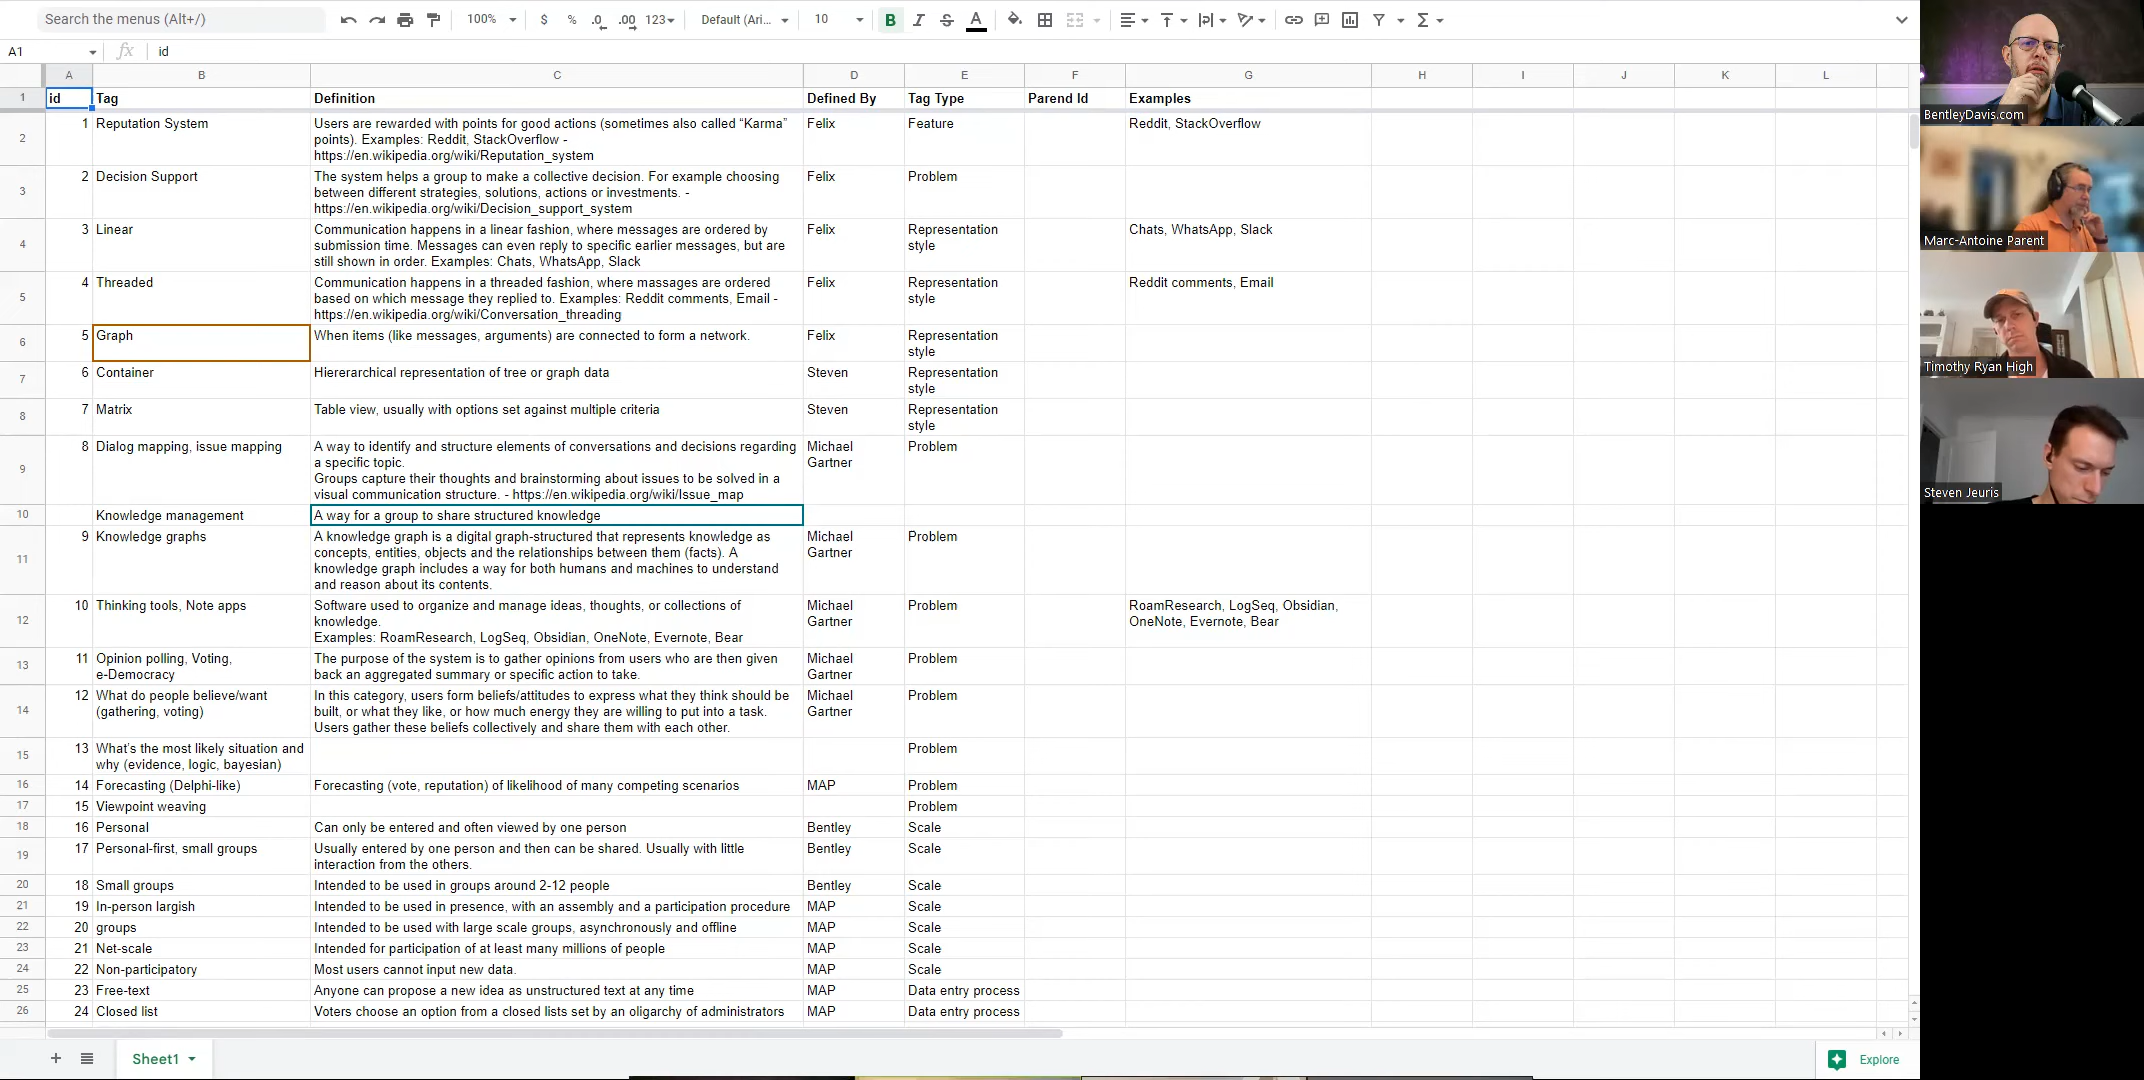 Search the menus (Alt+/)
100%
$ % .0 .00 123
Default (Ari...
10
B I S A
A1
fx
id
A B C D E F G H I J K L
1 id Tag Definition Defined By Tag Type Parend Id Examples
2 1 Reputation System Users are rewarded with points for good actions (sometimes also called “Karma” Felix Feature Reddit, StackOverflow
points). Examples: Reddit, StackOverflow -
https://en.wikipedia.org/wiki/Reputation_system
3 2 Decision Support The system helps a group to make a collective decision. For example choosing Felix Problem
between different strategies, solutions, actions or investments. -
https://en.wikipedia.org/wiki/Decision_support_system
4 3 Linear Communication happens in a linear fashion, where messages are ordered by Felix Representation Chats, WhatsApp, Slack
submission time. Messages can even reply to specific earlier messages, but are style
still shown in order. Examples: Chats, WhatsApp, Slack
5 4 Threaded Communication happens in a threaded fashion, where massages are ordered Felix Representation Reddit comments, Email
based on which message they replied to. Examples: Reddit comments, Email - style
https://en.wikipedia.org/wiki/Conversation_threading
6 5 Graph When items (like messages, arguments) are connected to form a network. Felix Representation
style
7 6 Container Hiererarchical representation of tree or graph data Steven Representation
style
8 7 Matrix Table view, usually with options set against multiple criteria Steven Representation
style
9 8 Dialog mapping, issue mapping A way to identify and structure elements of conversations and decisions regarding Michael Problem
a specific topic. Gartner
Groups capture their thoughts and brainstorming about issues to be solved in a
visual communication structure. - https://en.wikipedia.org/wiki/Issue_map
10 Knowledge management A way for a group to share structured knowledge
11 9 Knowledge graphs A knowledge graph is a digital graph-structured that represents knowledge as Michael Problem
concepts, entities, objects and the relationships between them (facts). A Gartner
knowledge graph includes a way for both humans and machines to understand
and reason about its contents.
12 10 Thinking tools, Note apps Software used to organize and manage ideas, thoughts, or collections of Michael Problem RoamResearch, LogSeq, Obsidian,
knowledge. Gartner OneNote, Evernote, Bear
Examples: RoamResearch, LogSeq, Obsidian, OneNote, Evernote, Bear
13 11 Opinion polling, Voting, The purpose of the system is to gather opinions from users who are then given Michael Problem
e-Democracy back an aggregated summary or specific action to take. Gartner
14 12 What do people believe/want In this category, users form beliefs/attitudes to express what they think should be Michael Problem
(gathering, voting) built, or what they like, or how much energy they are willing to put into a task. Gartner
Users gather these beliefs collectively and share them with each other.
15 13 What's the most likely situation and Problem
why (evidence, logic, bayesian)
16 14 Forecasting (Delphi-like) Forecasting (vote, reputation) of likelihood of many competing scenarios MAP Problem
17 15 Viewpoint weaving Problem
18 16 Personal Can only be entered and often viewed by one person Bentley Scale
19 17 Personal-first, small groups Usually entered by one person and then can be shared. Usually with little Bentley Scale
interaction from the others.
20 18 Small groups Intended to be used in groups around 2-12 people Bentley Scale
21 19 In-person largish Intended to be used in presence, with an assembly and a participation procedure MAP Scale
22 20 groups Intended to be used with large scale groups, asynchronously and offline MAP Scale
23 21 Net-scale Intended for participation of at least many millions of people MAP Scale
24 22 Non-participatory Most users cannot input new data. MAP Scale
25 23 Free-text Anyone can propose a new idea as unstructured text at any time MAP Data entry process
26 24 Closed list Voters choose an option from a closed lists set by an oligarchy of administrators MAP Data entry process
Sheet1
Explore
BentleyDavis.com
Marc-Antoine Parent
Timothy Ryan High
Steven Jeuris